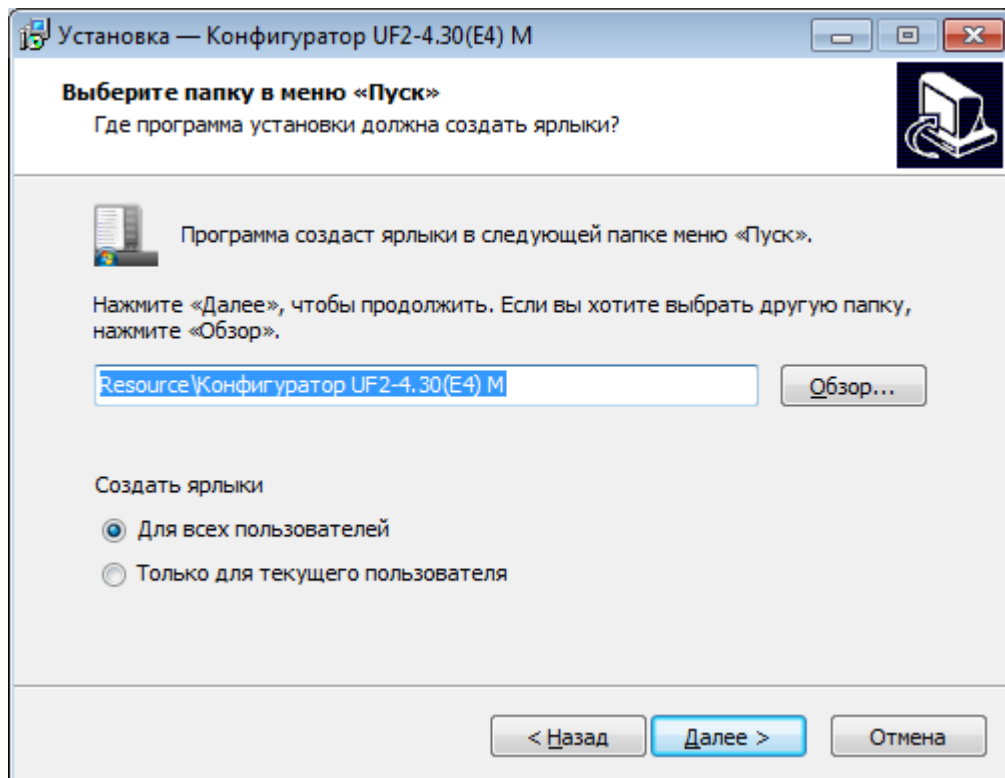 Установка — Конфигуратор UF2-4.30(E4) M
Выберите папку в меню «Пуск»
Где программа установки должна создать ярлыки?
Программа создаст ярлыки в следующей папке меню «Пуск».
Нажмите «Далее», чтобы продолжить. Если вы хотите выбрать другую папку,
нажмите «Обзор».
Resource\Конфигуратор UF2-4.30(E4) M
Обзор...
Создать ярлыки
Для всех пользователей
Только для текущего пользователя
< Назад
Далее >
Отмена